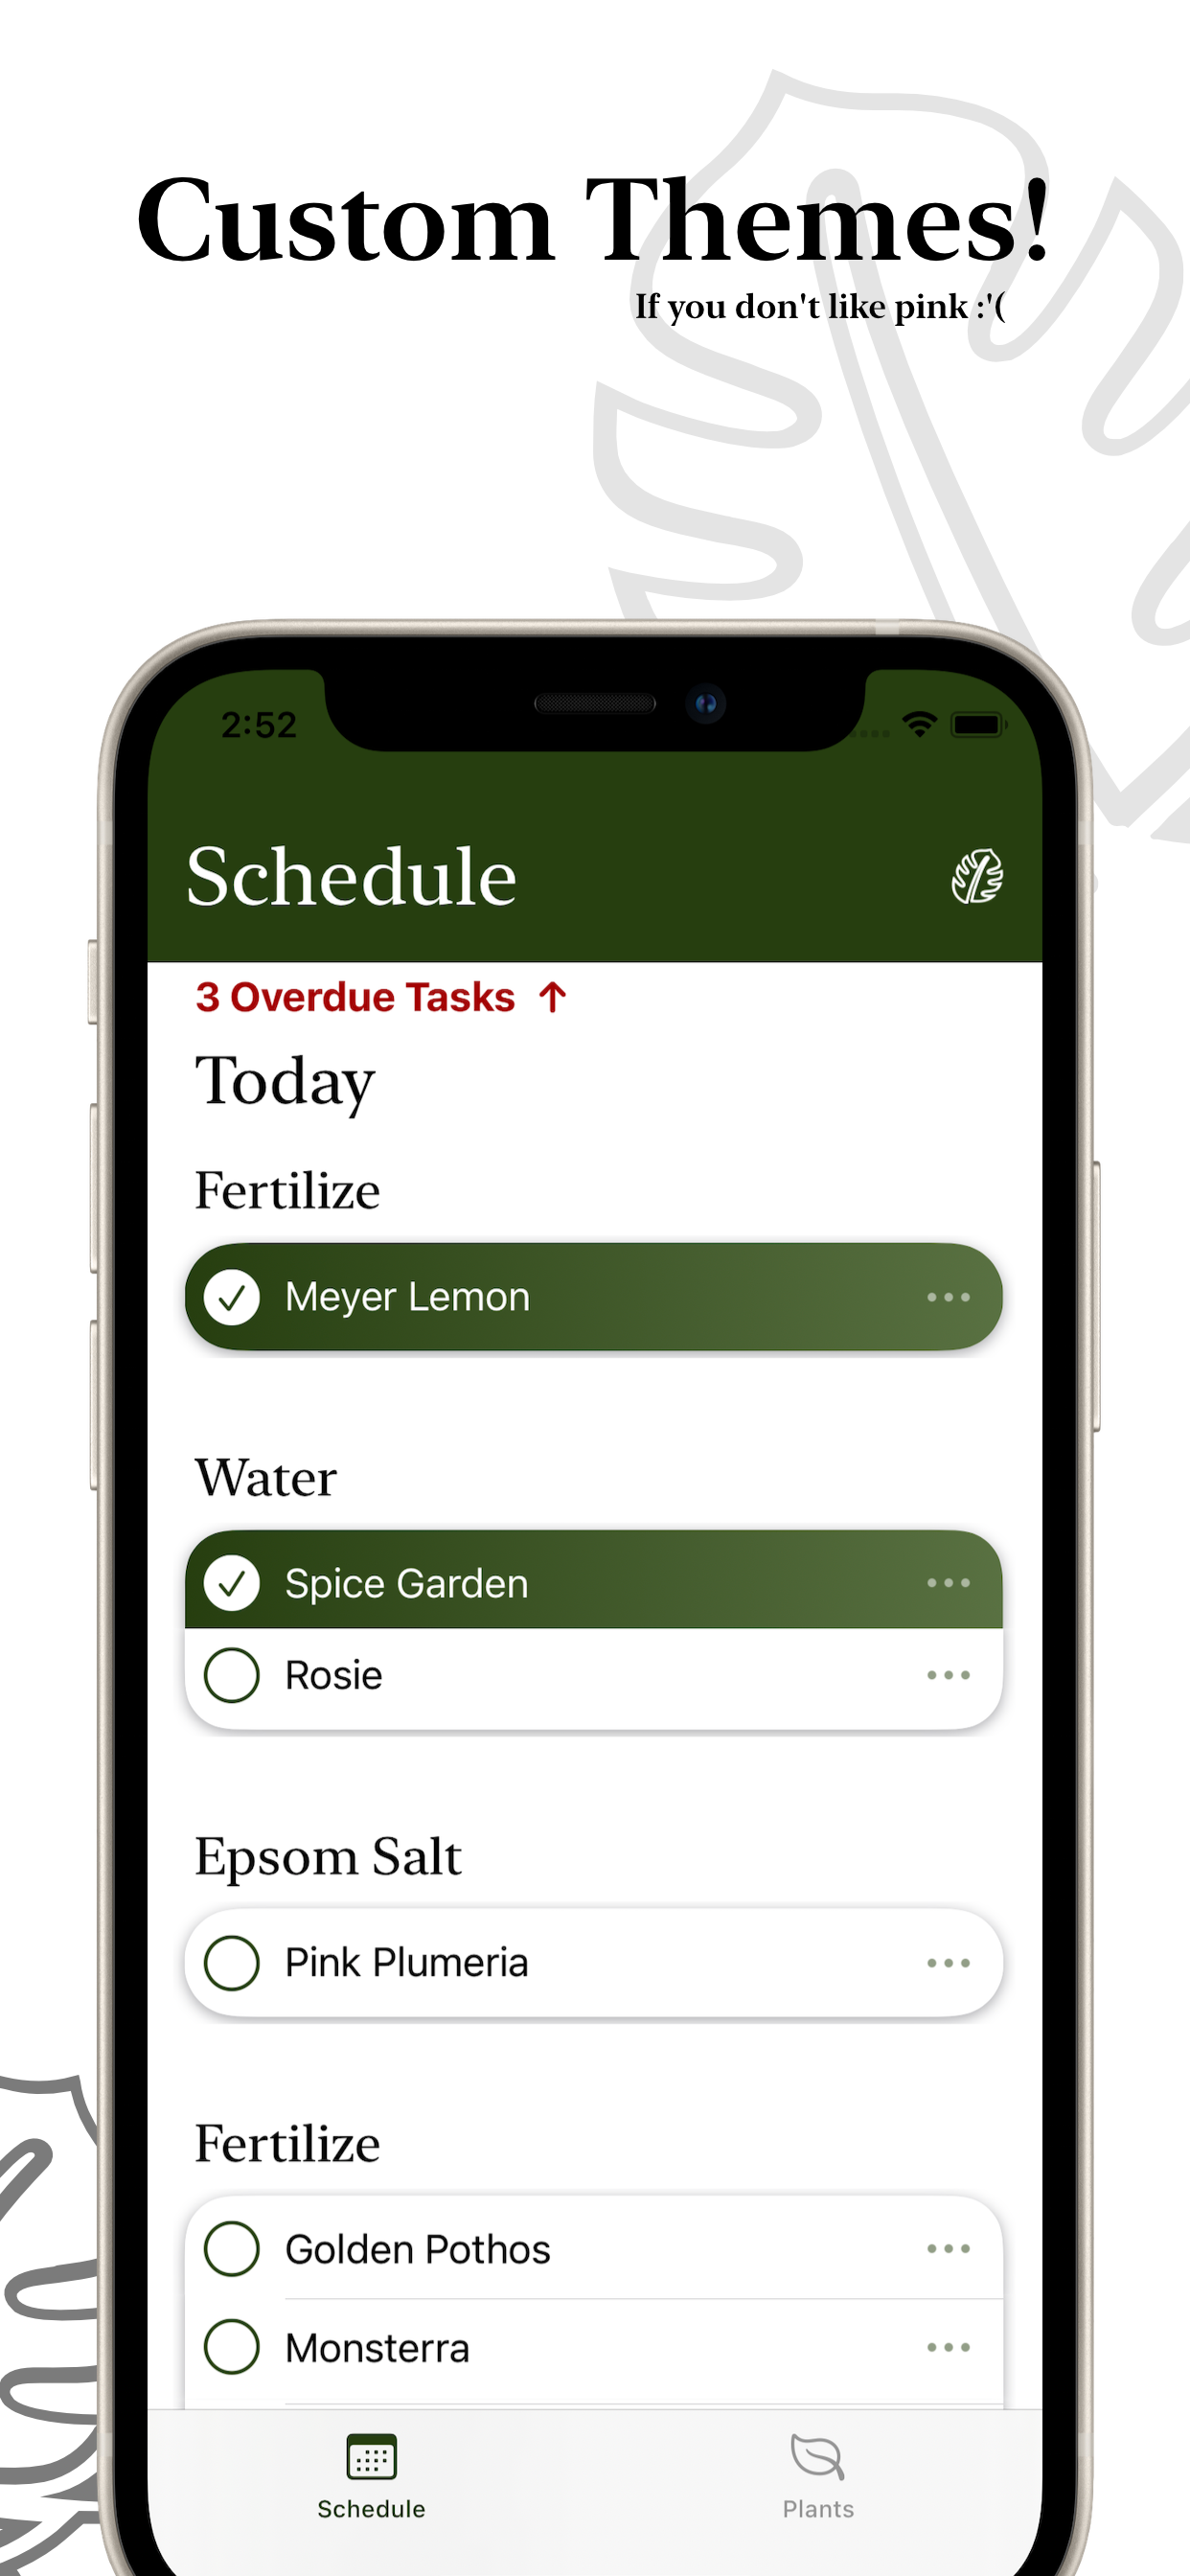 Custom Themes!
If you don't like pink :'(
2:52
Schedule
3 Overdue Tasks ↑
Today
Fertilize
Meyer Lemon
Water
Spice Garden
Rosie
Epsom Salt
Pink Plumeria
Fertilize
Golden Pothos
Monsterra
Schedule
Plants